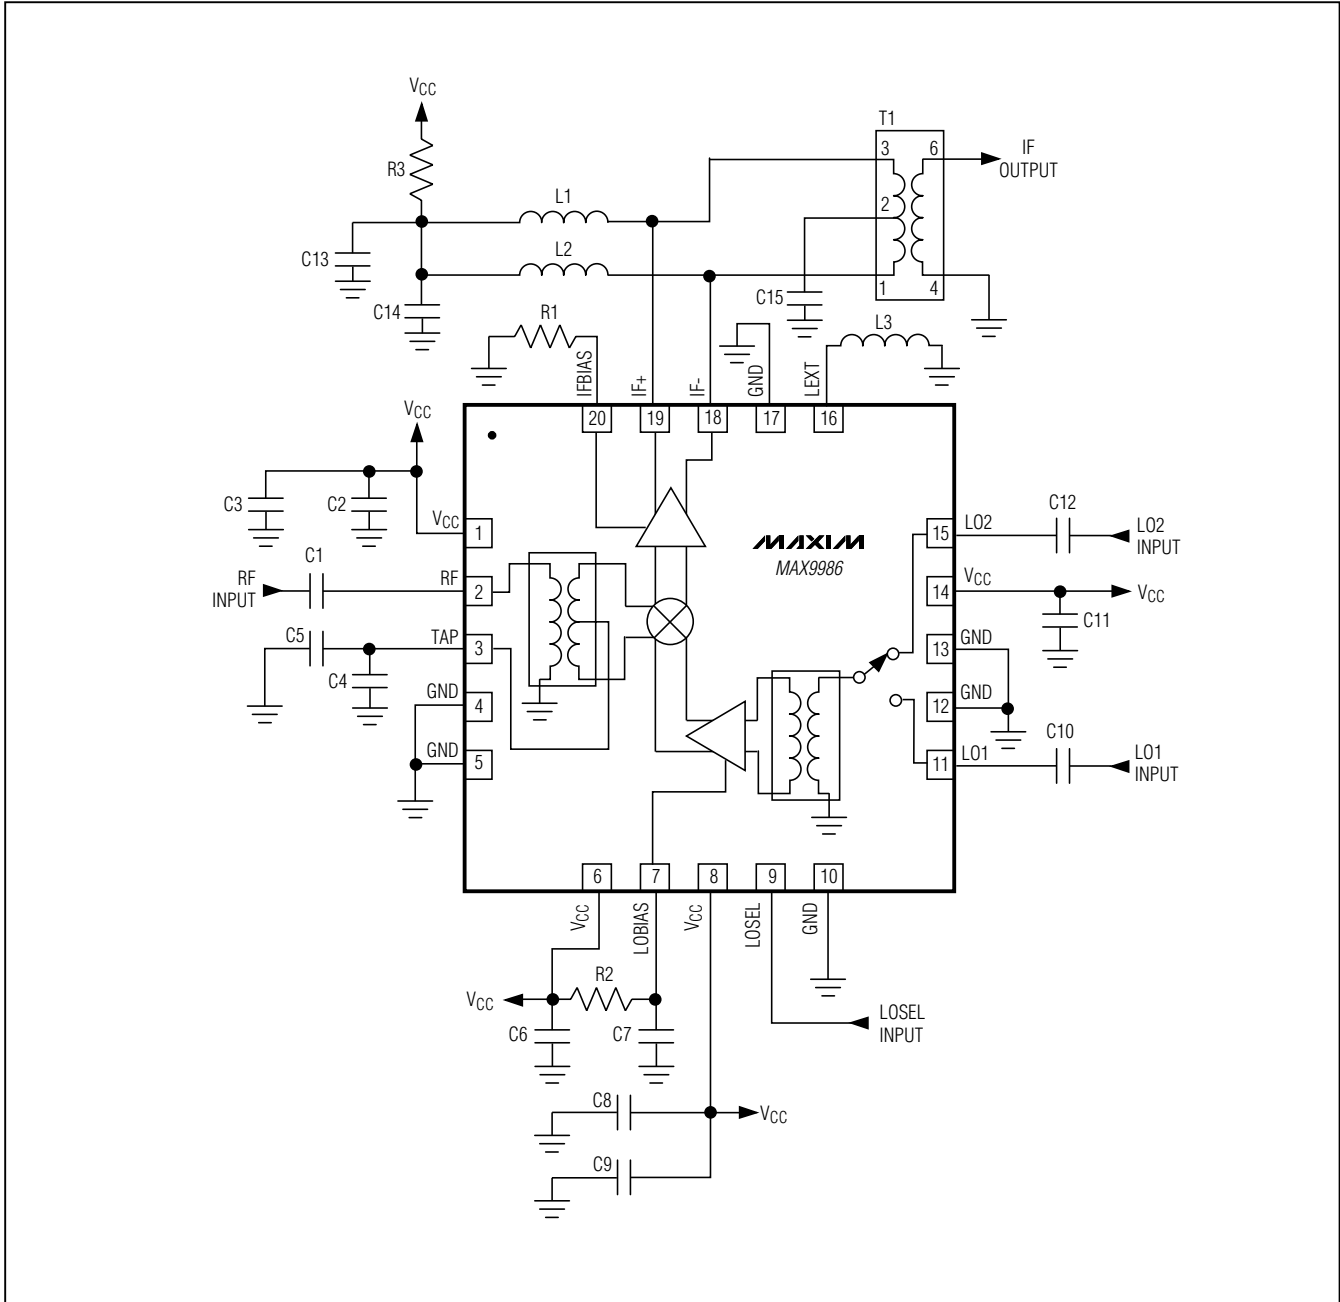 VCC
T1
R3
3
6
IF
OUTPUT
L1
2
L2
C13
C14
C15
1
4
R1
L3
IFBIAS
IF+
IF-
GND
LEXT
VCC
20
19
18
17
16
C3
C2
VCC
1
C12
15
LO2
LO2
INPUT
MAXIM
MAX9986
C1
RF
INPUT
RF
2
14
VCC
VCC
C11
C5
TAP
3
13
GND
C4
GND
4
12
GND
C10
GND
5
11
LO1
LO1
INPUT
6
7
8
9
10
VCC
LOBIAS
VCC
LOSEL
GND
R2
VCC
C6
C7
LOSEL
INPUT
C8
VCC
C9